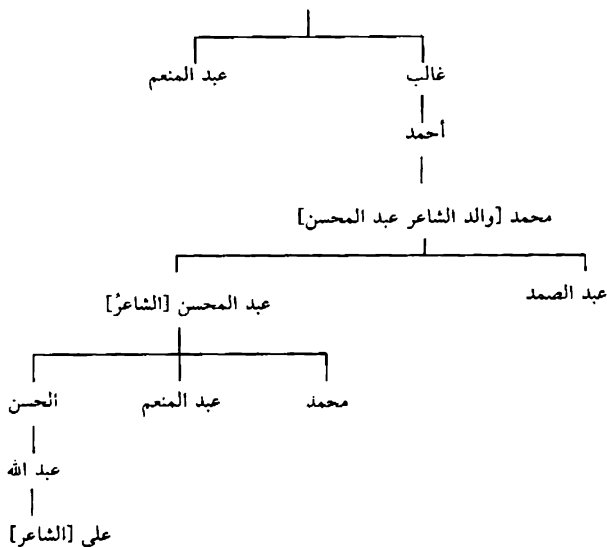 غالب عبد المنعم
أحمد
محمد [والد الشاعر عبد المحسن]
عبد الصمد
عبد المحسن [الشاعرُ]
محمد عبد المنعم الحسن
عبد الله
علي [الشاعر]